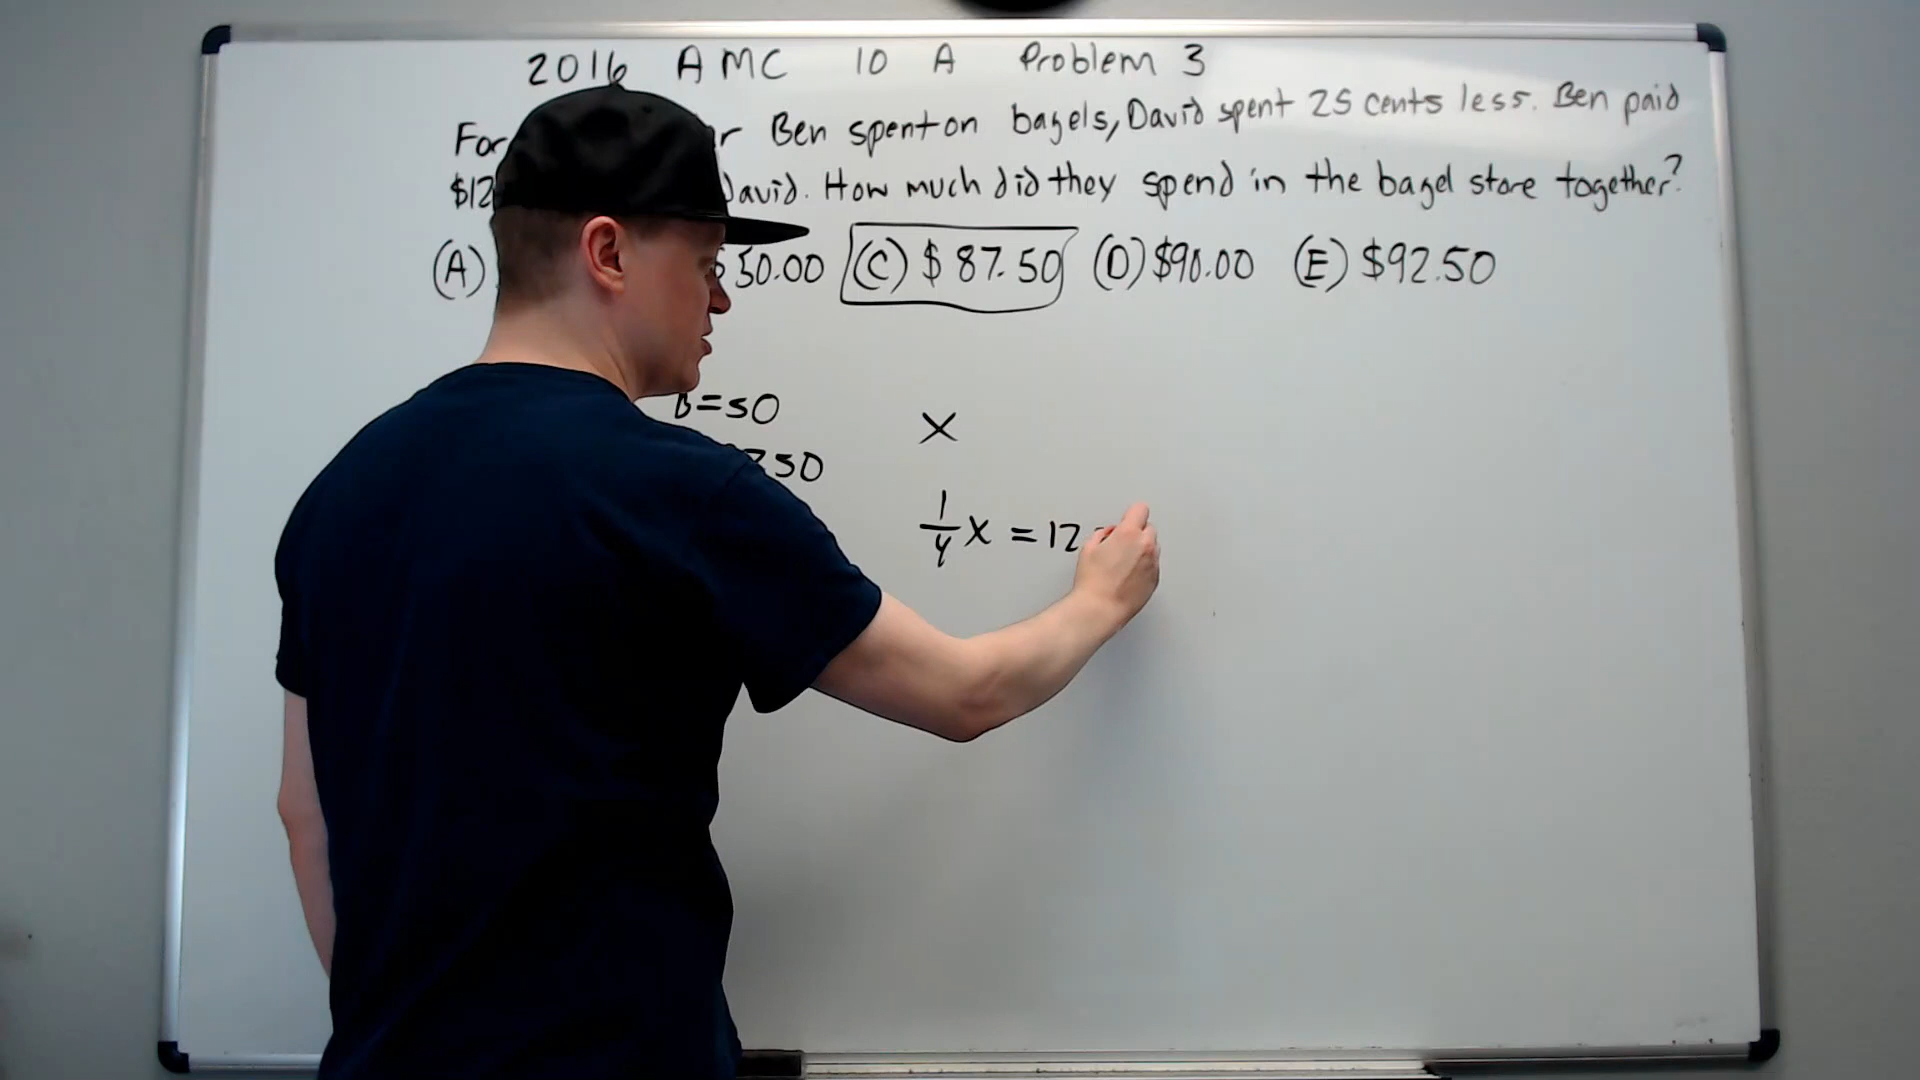 2016 AMC 10 A Problem 3
For Ben spent on bagels, David spent 25 cents less. Ben paid
$12 David. How much did they spend in the bagel store together?
(A) $50.00 (C) $87.50 (D) $90.00 (E) $92.50
B=50
X
1/4 X = 12